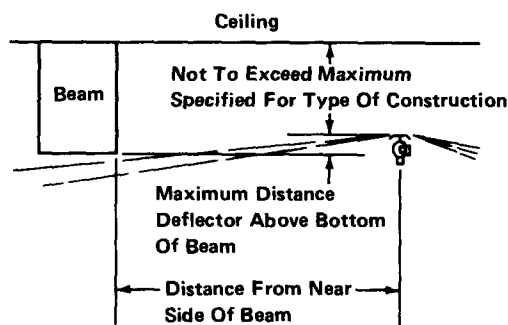 Ceiling
Not To Exceed Maximum
Specified For Type Of Construction
Beam
Maximum Distance
Deflector Above Bottom
Of Beam
Distance From Near
Side Of Beam